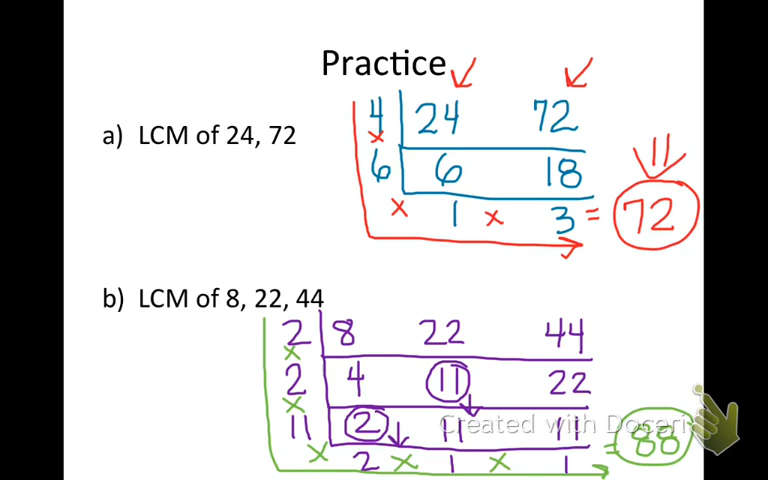 Practice
a) LCM of 24, 72
4 24 72
×
6 6 18
× 1 × 3 = 72
b) LCM of 8, 22, 44
2 8 22 44
×
2 4 11 22
×
11 2 11 11
Created with Doceri
× 2 × 1 × 1 = 88